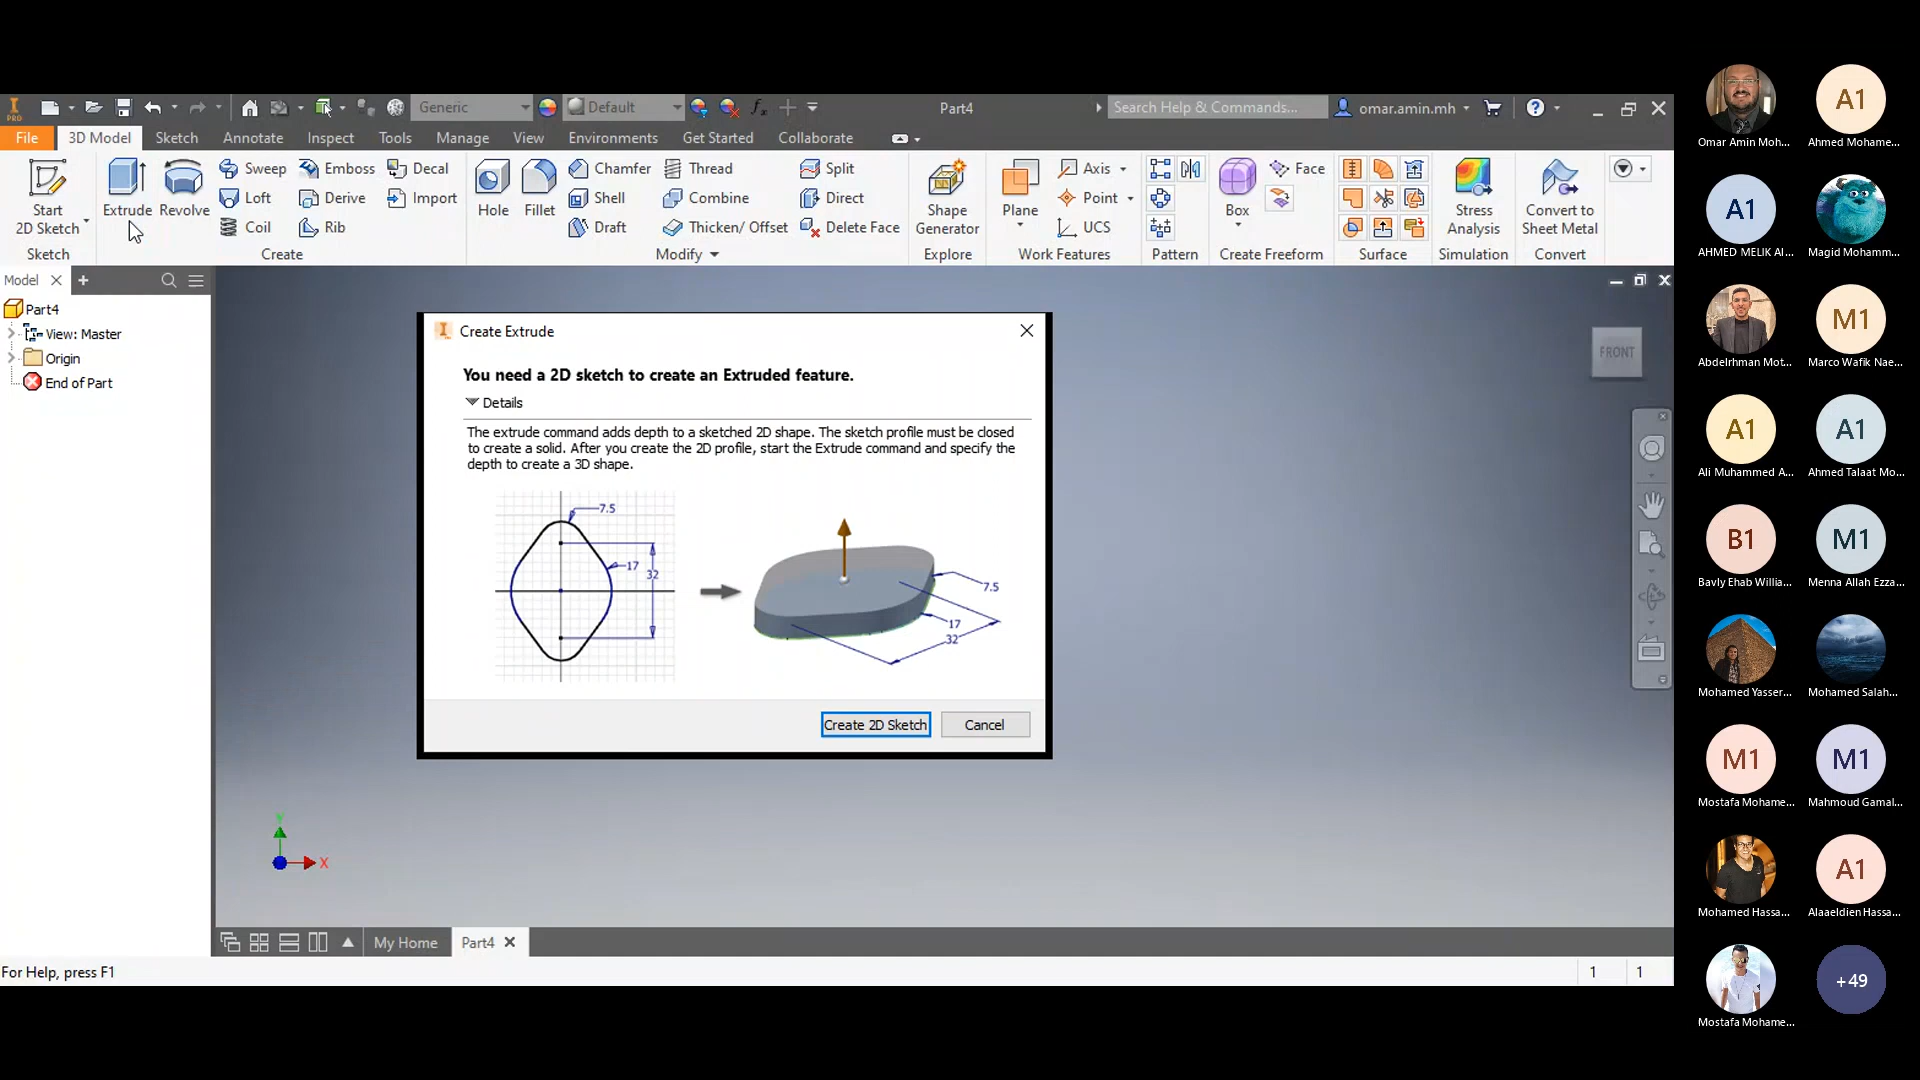 PRO
Generic
Default
Part4
Search Help & Commands...
omar.amin.mh
File
3D Model
Sketch
Annotate
Inspect
Tools
Manage
View
Environments
Get Started
Collaborate
Start
2D Sketch
Extrude
Revolve
Sweep
Loft
Coil
Emboss
Derive
Rib
Decal
Import
Hole
Fillet
Chamfer
Shell
Draft
Thread
Combine
Thicken/ Offset
Split
Direct
Delete Face
Shape
Generator
Plane
Axis
Point
UCS
Box
Face
Stress
Analysis
Convert to
Sheet Metal
Sketch
Create
Modify
Explore
Work Features
Pattern
Create Freeform
Surface
Simulation
Convert
Model
Part4
View: Master
Origin
End of Part
FRONT
Create Extrude
You need a 2D sketch to create an Extruded feature.
Details
The extrude command adds depth to a sketched 2D shape. The sketch profile must be closed
to create a solid. After you create the 2D profile, start the Extrude command and specify the
depth to create a 3D shape.
7.5
17
32
7.5
17
32
Create 2D Sketch
Cancel
Y
X
My Home
Part4
For Help, press F1
1
1
Omar Amin Moh...
A1
Ahmed Mohame...
A1
AHMED MELIK Al...
Magid Mohamm...
Abdelrhman Mot...
M1
Marco Wafik Nae...
A1
Ali Muhammed A...
A1
Ahmed Talaat Mo...
B1
Bavly Ehab Willia...
M1
Menna Allah Ezza...
Mohamed Yasser...
Mohamed Salah...
M1
Mostafa Mohame...
M1
Mahmoud Gamal...
Mohamed Hassa...
A1
Alaaeldien Hassa...
Mostafa Mohame...
+49